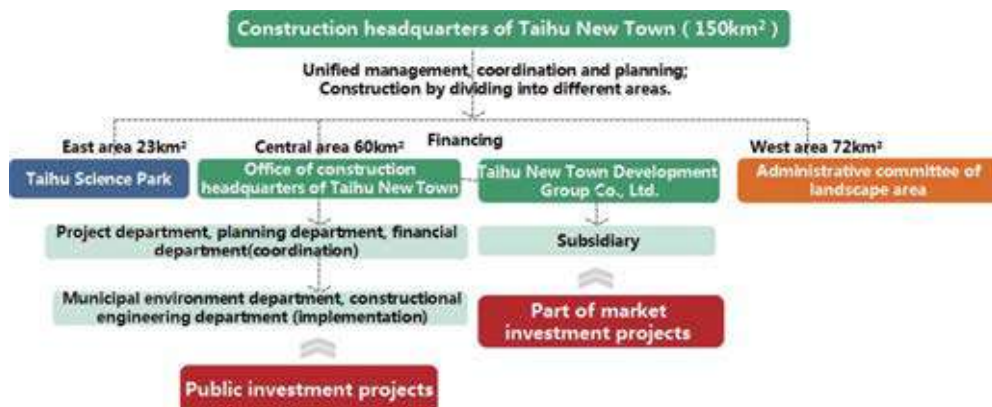 Construction headquarters of Taihu New Town ( 150km² )
Unified management, coordination and planning;
Construction by dividing into different areas.
East area 23km²
Central area 60km²
Financing
West area 72km²
Taihu Science Park
Office of construction
headquarters of Taihu New Town
Taihu New Town Development
Group Co., Ltd.
Administrative committee of
landscape area
Project department, planning department, financial
department(coordination)
Subsidiary
Municipal environment department, constructional
engineering department (implementation)
Part of market
investment projects
Public investment projects